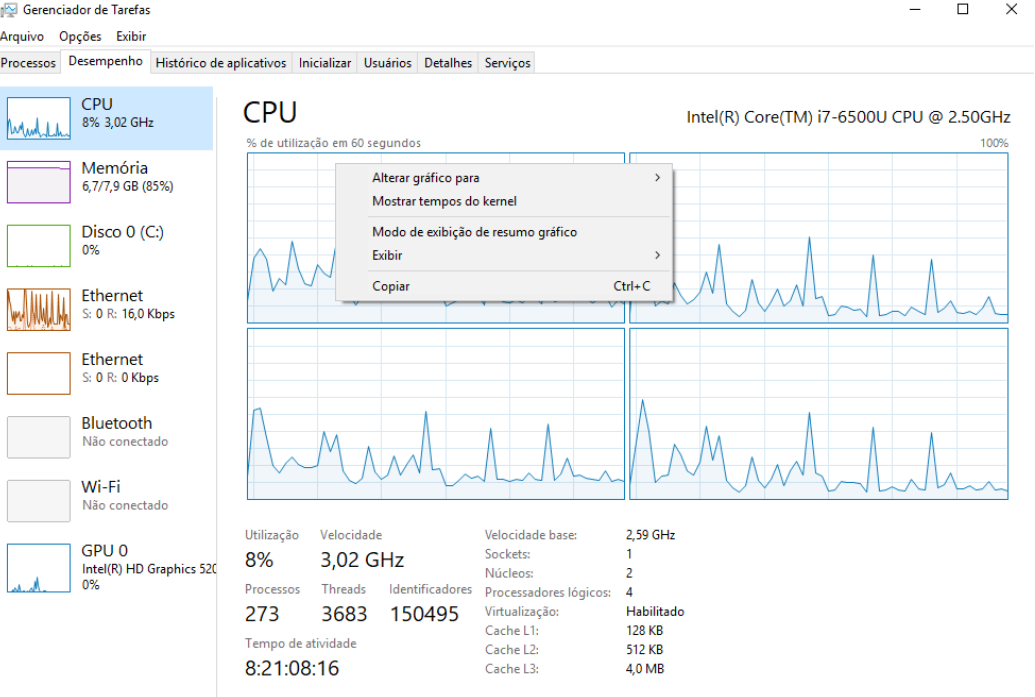 Gerenciador de Tarefas
Arquivo Opções Exibir
Processos Desempenho Histórico de aplicativos Inicializar Usuários Detalhes Serviços
CPU
8% 3,02 GHz
Memória
6,7/7,9 GB (85%)
Disco 0 (C:)
0%
Ethernet
S: 0 R: 16,0 Kbps
Ethernet
S: 0 R: 0 Kbps
Bluetooth
Não conectado
Wi-Fi
Não conectado
GPU 0
Intel(R) HD Graphics 520
0%
CPU
Intel(R) Core(TM) i7-6500U CPU @ 2.50GHz
% de utilização em 60 segundos 100%
Alterar gráfico para
Mostrar tempos do kernel
Modo de exibição de resumo gráfico
Exibir
Copiar Ctrl+C
Utilização Velocidade
8% 3,02 GHz
Processos Threads Identificadores
273 3683 150495
Tempo de atividade
8:21:08:16
Velocidade base: 2,59 GHz
Sockets: 1
Núcleos: 2
Processadores lógicos: 4
Virtualização: Habilitado
Cache L1: 128 KB
Cache L2: 512 KB
Cache L3: 4,0 MB